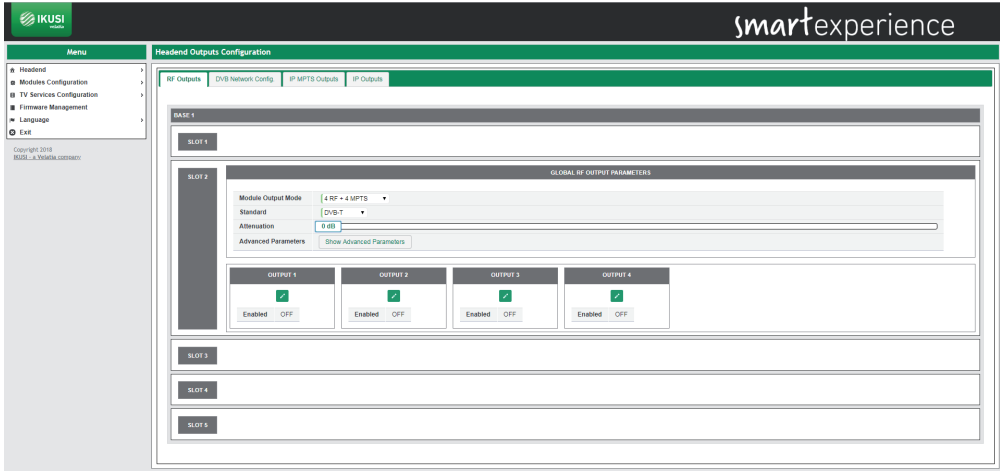 IKUSI
velatia
smartexperience
Menu
Headend Outputs Configuration
Headend
Modules Configuration
TV Services Configuration
Firmware Management
Language
Exit
Copyright 2018
IKUSI - a Velatia company
RF Outputs
DVB Network Config.
IP MPTS Outputs
IP Outputs
BASE 1
SLOT 1
SLOT 2
GLOBAL RF OUTPUT PARAMETERS
Module Output Mode 4 RF + 4 MPTS
Standard DVB-T
Attenuation 0 dB
Advanced Parameters Show Advanced Parameters
OUTPUT 1
Enabled OFF
OUTPUT 2
Enabled OFF
OUTPUT 3
Enabled OFF
OUTPUT 4
Enabled OFF
SLOT 3
SLOT 4
SLOT 5